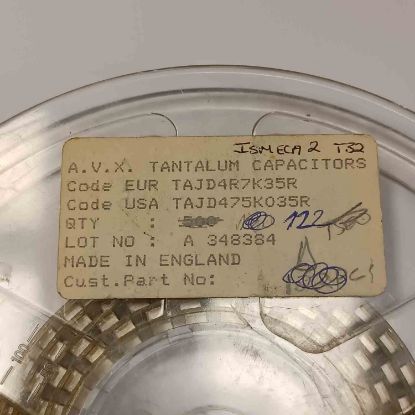 ISMECA 2 T32
A.V.X. TANTALUM CAPACITORS
Code EUR TAJD4R7K35R
Code USA TAJD475K035R
QTY : 500 122
LOT NO : A 348384
MADE IN ENGLAND
Cust.Part No:
100